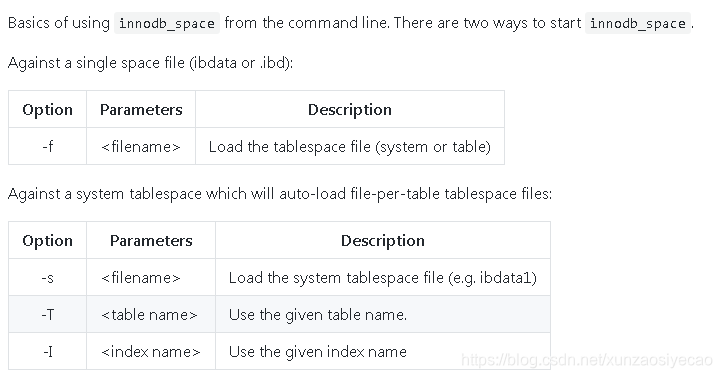 Basics of using innodb_space from the command line. There are two ways to start innodb_space.
Against a single space file (ibdata or .ibd):
Option Parameters Description
-f <filename> Load the tablespace file (system or table)
Against a system tablespace which will auto-load file-per-table tablespace files:
Option Parameters Description
-s <filename> Load the system tablespace file (e.g. ibdata1)
-T <table name> Use the given table name.
-I <index name> Use the given index name
https://blog.csdn.net/xunzaosiyecao